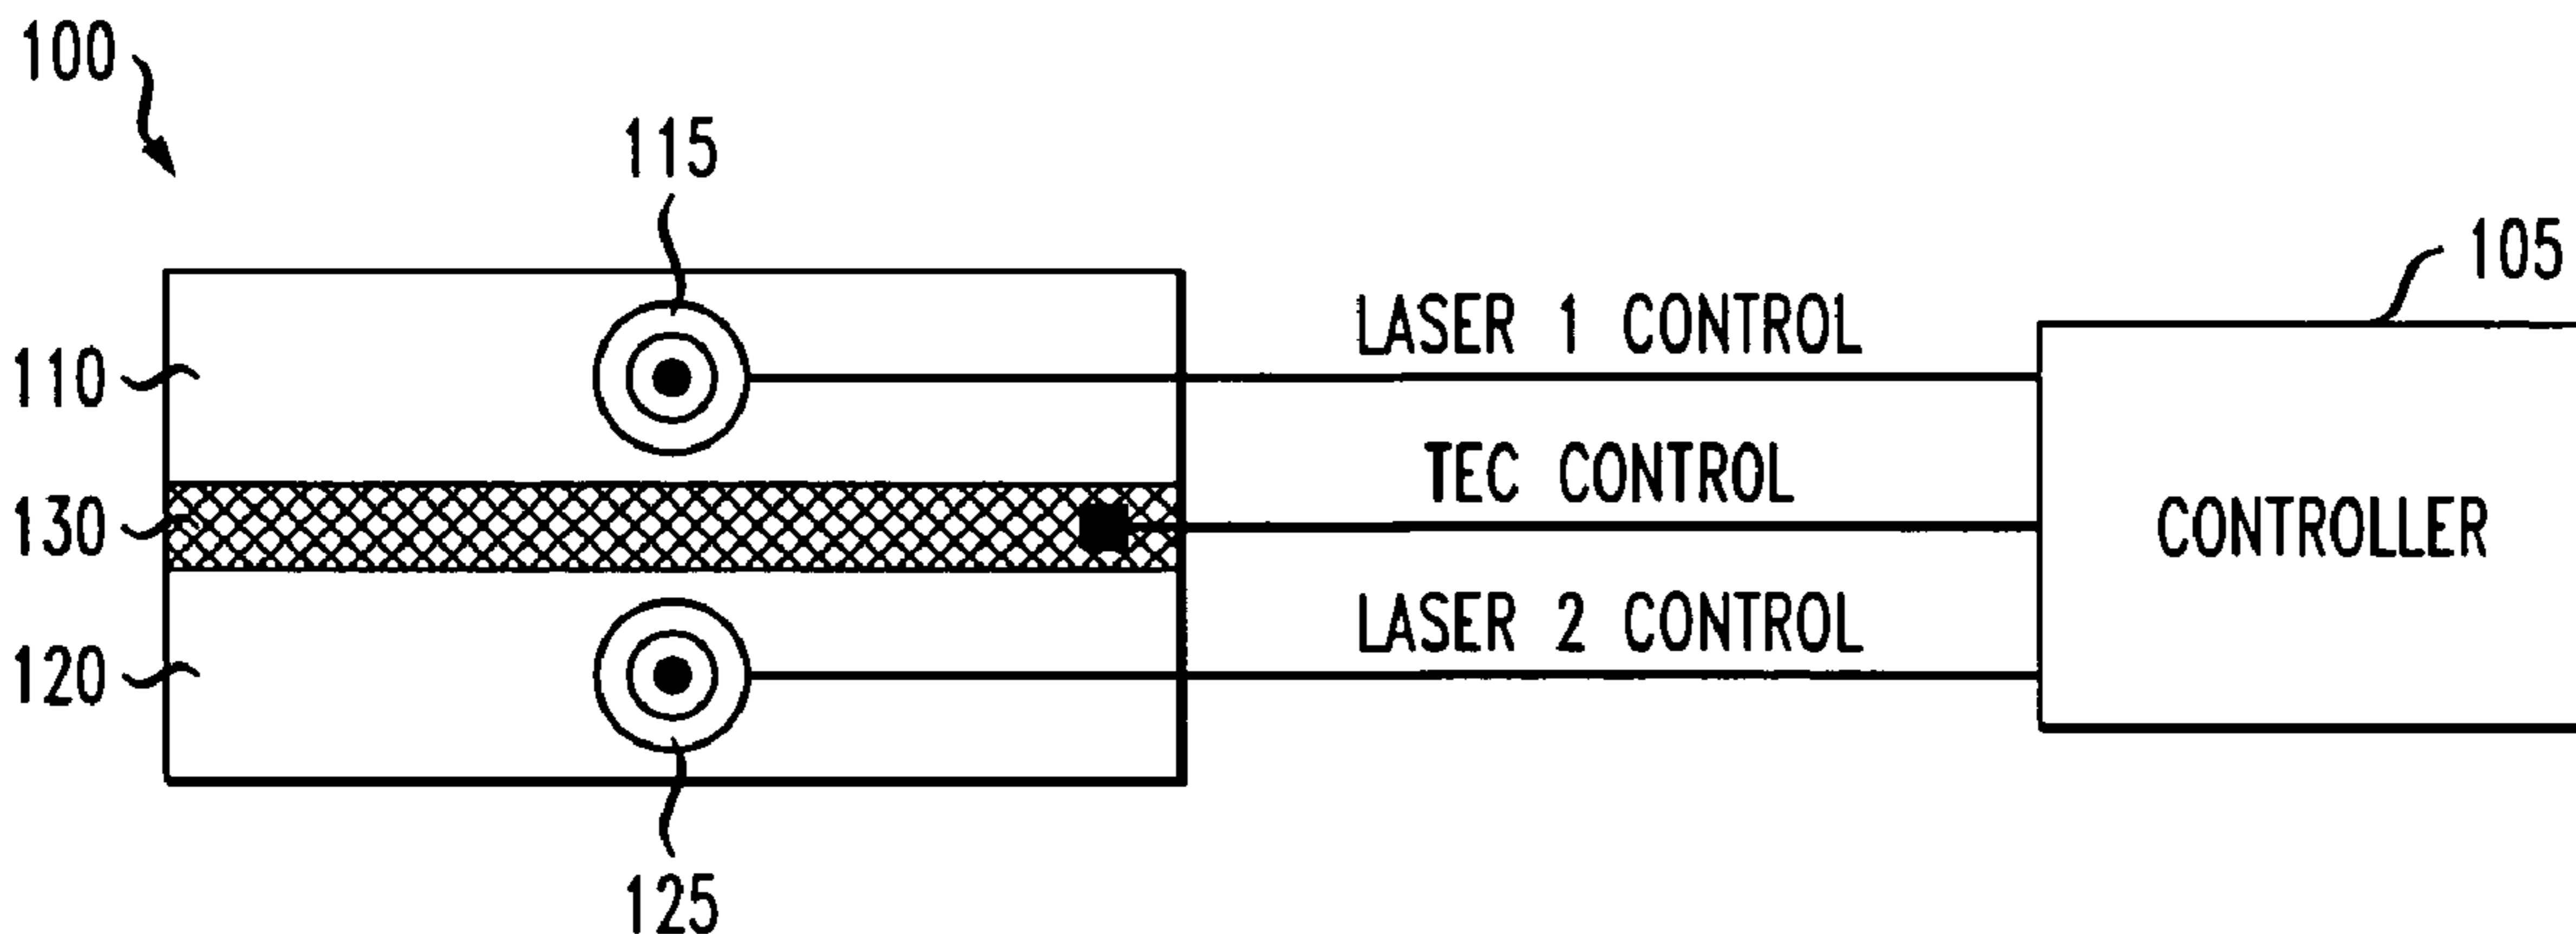 100
115
105
LASER 1 CONTROL
110
TEC CONTROL
130
CONTROLLER
LASER 2 CONTROL
120
125